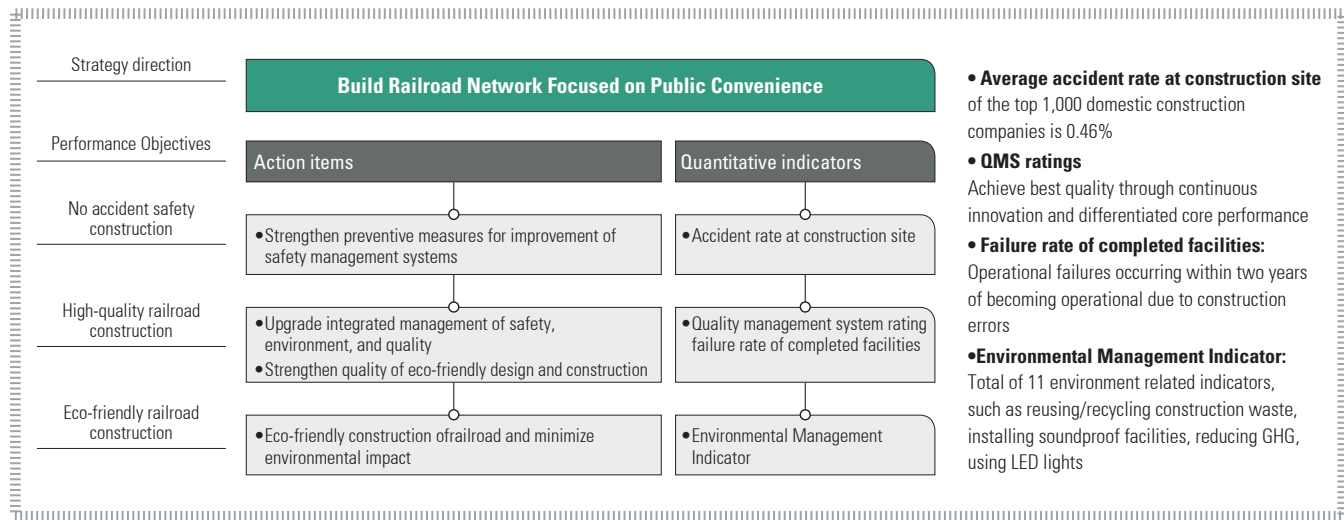 Strategy direction
Build Railroad Network Focused on Public Convenience
Performance Objectives
Action items
Quantitative indicators
No accident safety
construction
•Strengthen preventive measures for improvement of
safety management systems
•Accident rate at construction site
High-quality railroad
construction
•Upgrade integrated management of safety,
environment, and quality
•Strengthen quality of eco-friendly design and construction
•Quality management system rating
failure rate of completed facilities
Eco-friendly railroad
construction
•Eco-friendly construction ofrailroad and minimize
environmental impact
•Environmental Management
Indicator
• Average accident rate at construction site
of the top 1,000 domestic construction
companies is 0.46%
• QMS ratings
Achieve best quality through continuous
innovation and differentiated core performance
• Failure rate of completed facilities:
Operational failures occurring within two years
of becoming operational due to construction
errors
•Environmental Management Indicator:
Total of 11 environment related indicators,
such as reusing/recycling construction waste,
installing soundproof facilities, reducing GHG,
using LED lights